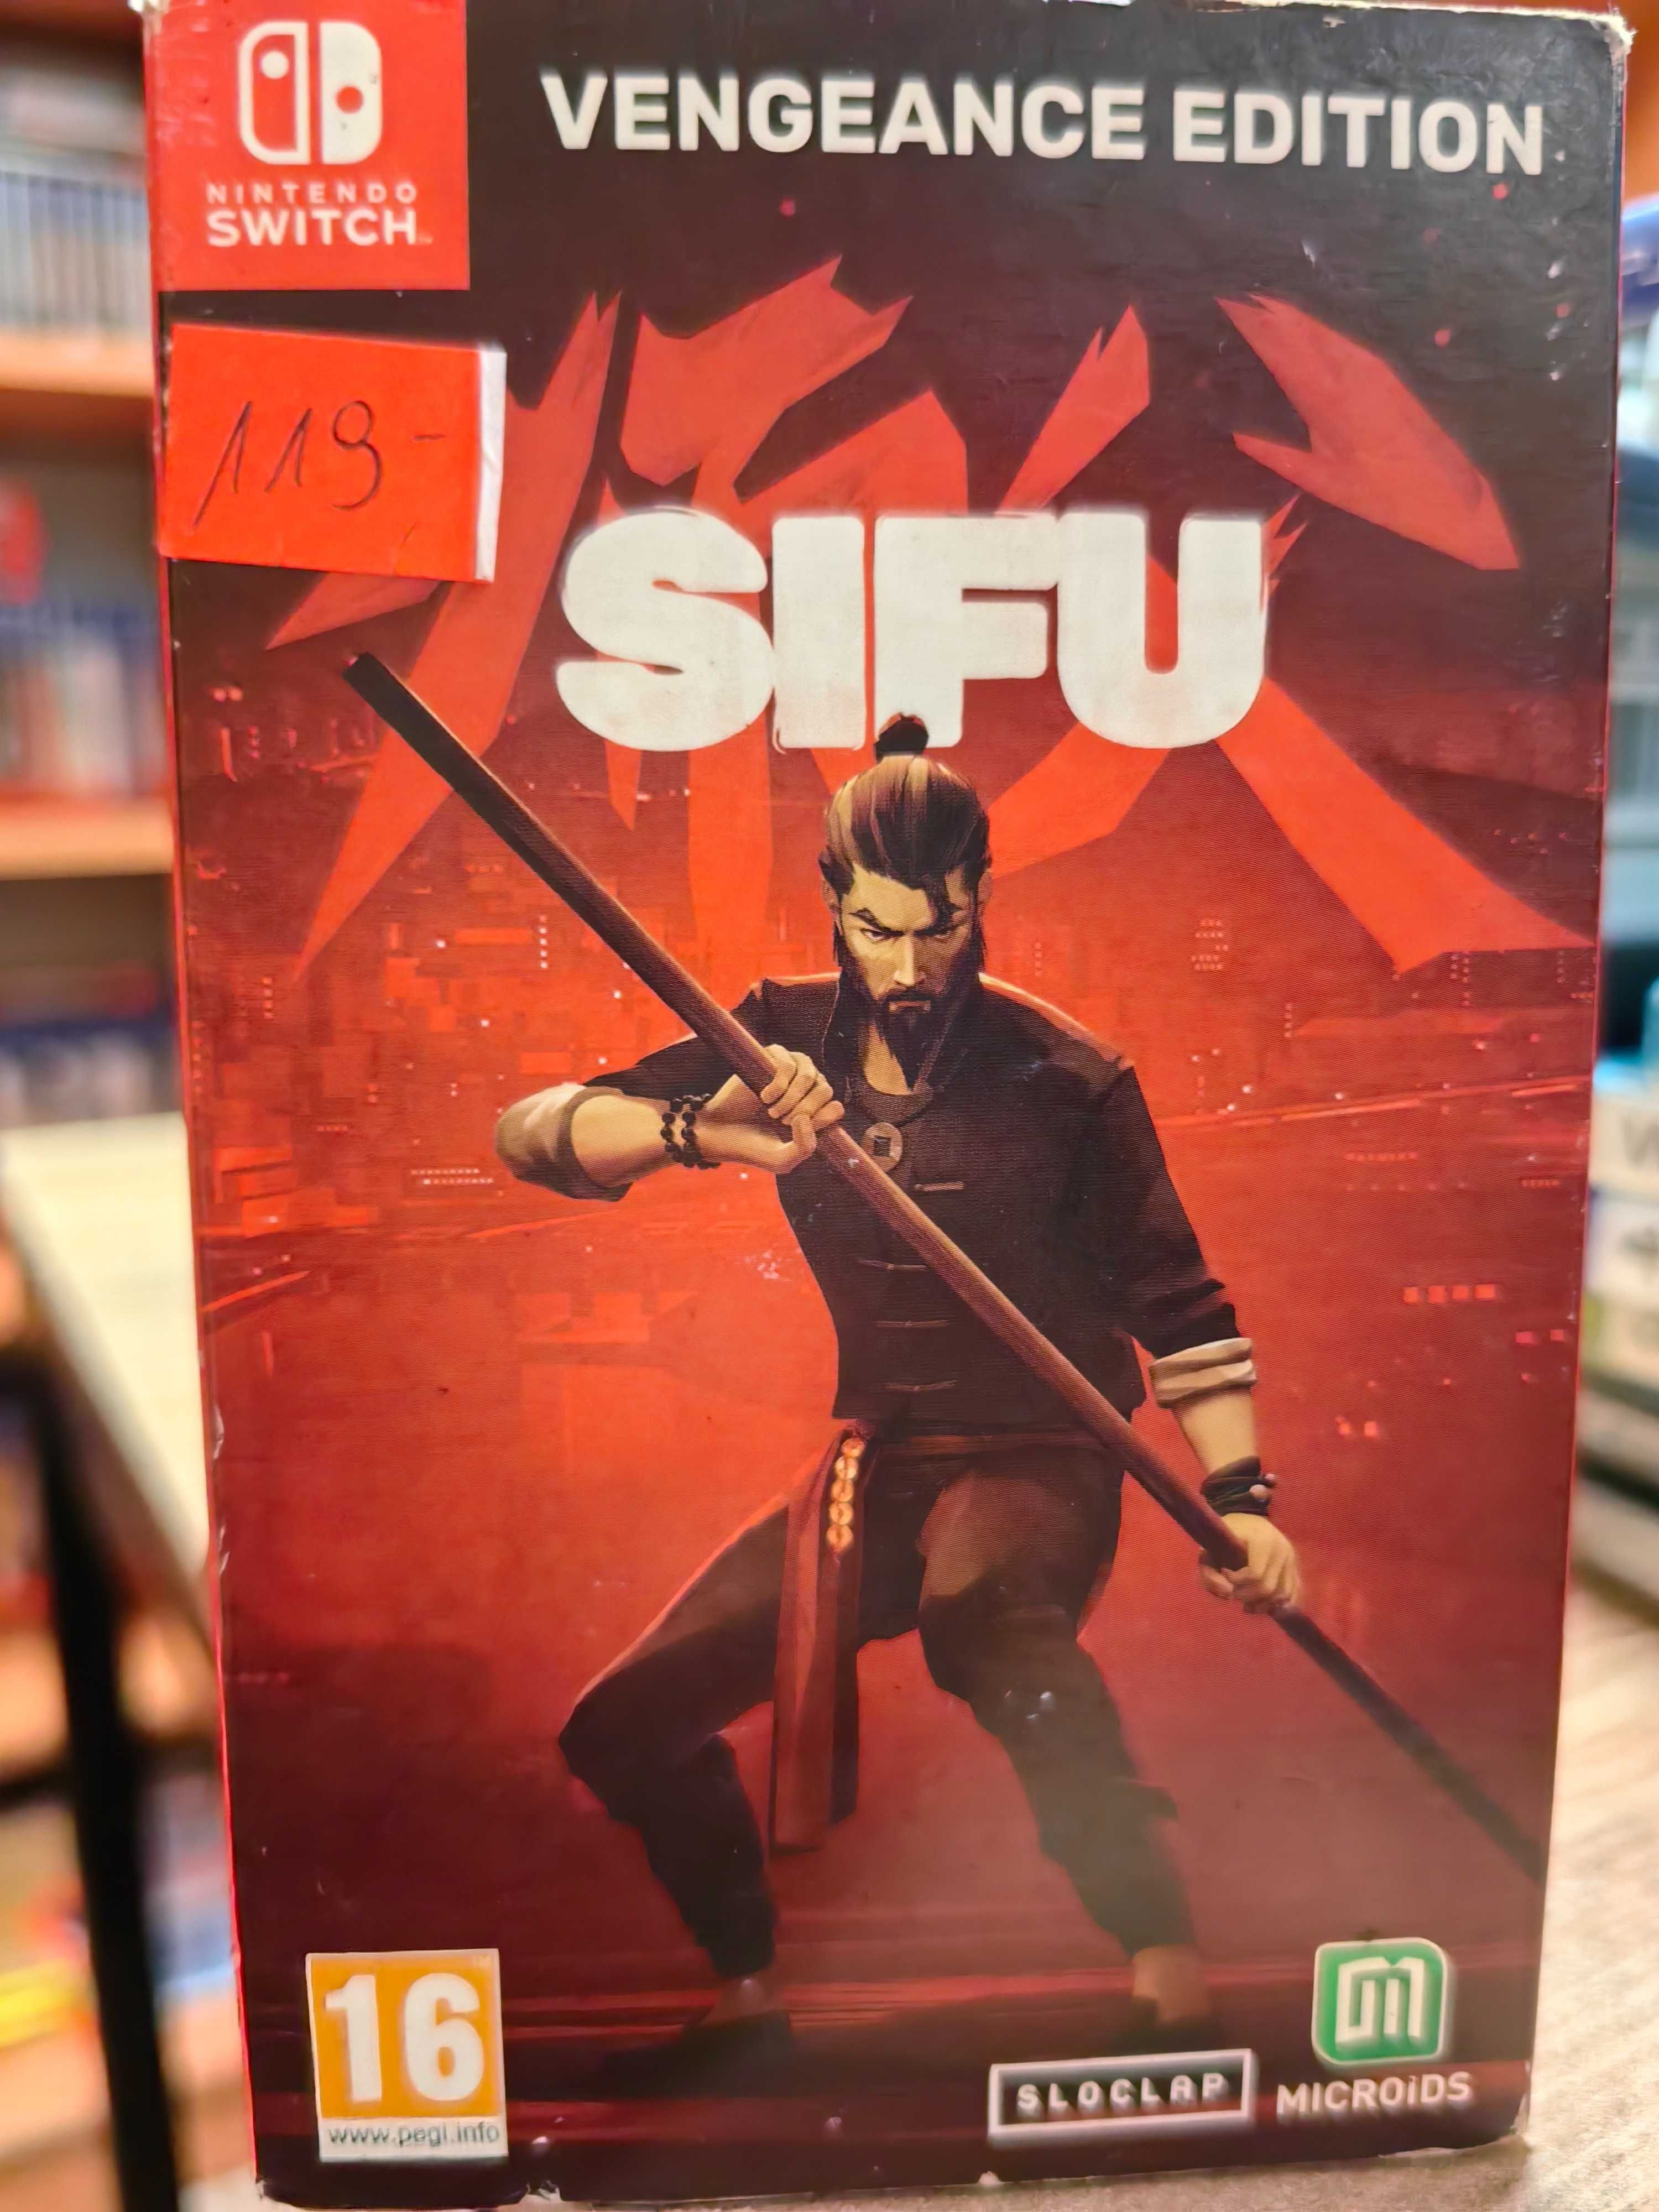 NINTENDO
SWITCH
VENGEANCE EDITION
119-
SIFU
16
www.pegi.info
SLOCLAP
MICROiDS